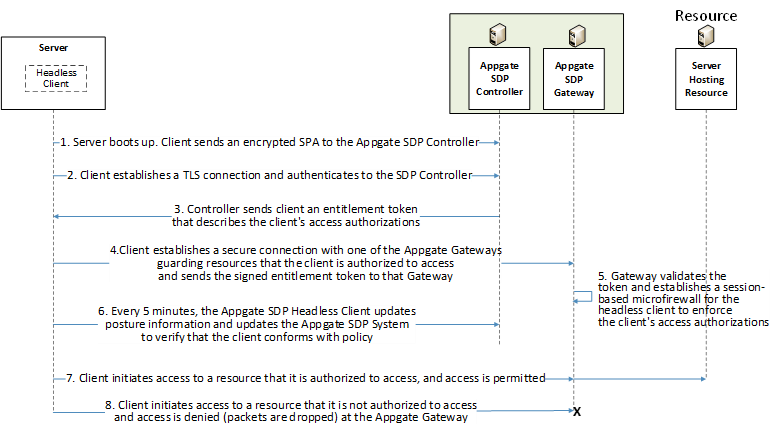 Resource
Server
Headless
Client
Appgate
SDP
Controller
Appgate
SDP
Gateway
Server
Hosting
Resource
1. Server boots up. Client sends an encrypted SPA to the Appgate SDP Controller
2. Client establishes a TLS connection and authenticates to the SDP Controller
3. Controller sends client an entitlement token
that describes the client's access authorizations
4.Client establishes a secure connection with one of the Appgate Gateways
guarding resources that the client is authorized to access
and sends the signed entitlement token to that Gateway
5. Gateway validates the
token and establishes a session-
based microfirewall for the
headless client to enforce
the client's access authorizations
6. Every 5 minutes, the Appgate SDP Headless Client updates
posture information and updates the Appgate SDP System
to verify that the client conforms with policy
7. Client initiates access to a resource that it is authorized to access, and access is permitted
8. Client initiates access to a resource that it is not authorized to access
and access is denied (packets are dropped) at the Appgate Gateway
X